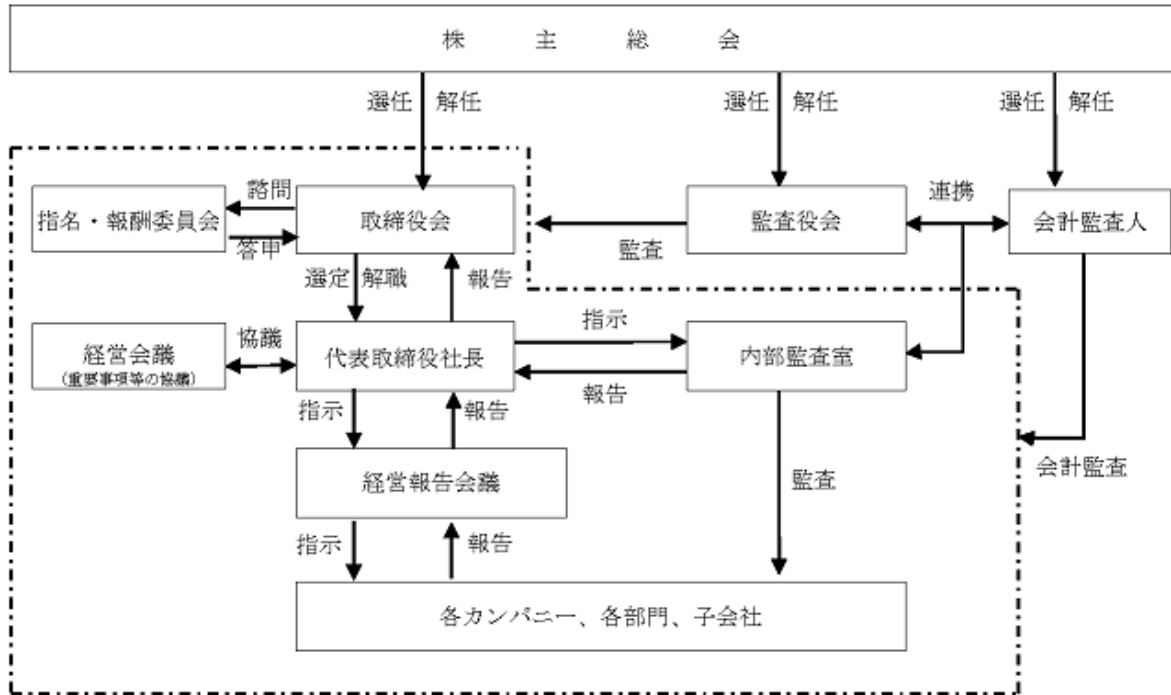 株主総会
選任 解任
選任 解任
選任 解任
諮問
指名・報酬委員会
答申
取締役会
監査
監査役会
連携
会計監査人
選定 解職
報告
経営会議
(重要事項等の協議)
協議
代表取締役社長
指示
報告
内部監査室
指示
報告
経営報告会議
監査
会計監査
指示
報告
各カンパニー、各部門、子会社